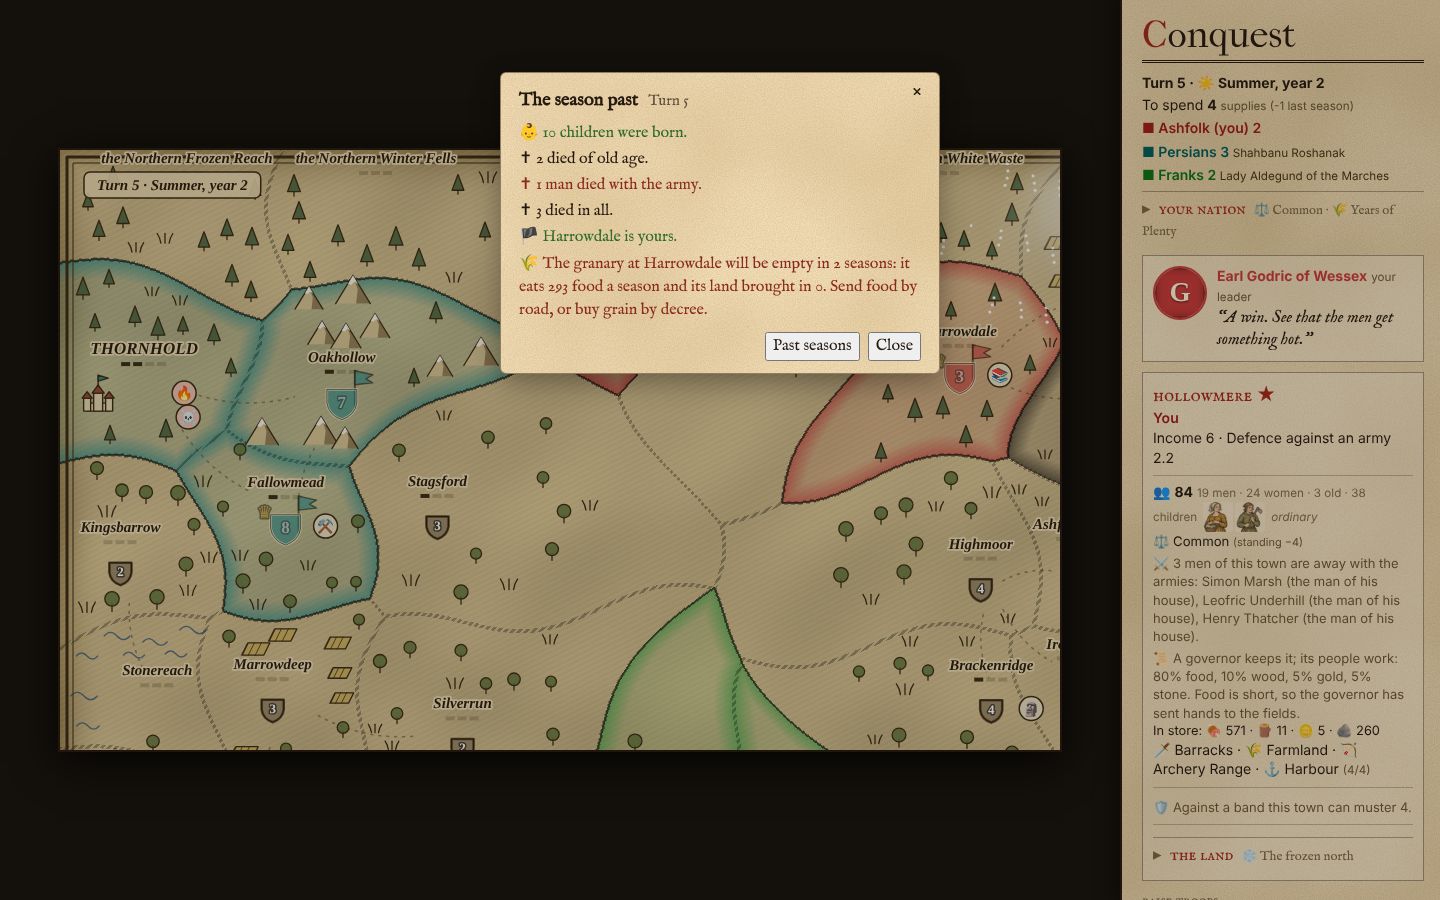 Conquest
Turn 5 · ☀️ Summer, year 2
To spend 4 supplies (-1 last season)
Ashfolk (you) 2
Persians 3 Shahbanu Roshanak
Franks 2 Lady Aldegund of the Marches
▶ YOUR NATION ⚖️ Common · 🌾 Years of
Plenty
G
Earl Godric of Wessex your
leader
“A win. See that the men get
something hot.”
HOLLOWMERE ★
You
Income 6 · Defence against an army
2.2
👥 84 19 men · 24 women · 3 old · 38
children ordinary
⚖️ Common (standing −4)
⚔️ 3 men of this town are away with the
armies: Simon Marsh (the man of his
house), Leofric Underhill (the man of his
house), Henry Thatcher (the man of his
house).
📜 A governor keeps it; its people work:
80% food, 10% wood, 5% gold, 5%
stone. Food is short, so the governor has
sent hands to the fields.
In store: 🍖 571 · 🪵 11 · 🪙 5 · 🪨 260
🗡️ Barracks · 🌾 Farmland · 🏹
Archery Range · ⚓ Harbour (4/4)
🛡️ Against a band this town can muster 4.
▶ THE LAND ❄️ The frozen north
The season past Turn 5
×
👶 10 children were born.
✝ 2 died of old age.
✝ 1 man died with the army.
✝ 3 died in all.
🏴 Harrowdale is yours.
🌾 The granary at Harrowdale will be empty in 2 seasons: it
eats 293 food a season and its land brought in 0. Send food by
road, or buy grain by decree.
Past seasons
Close
the Northern Frozen Reach
the Northern Winter Fells
White Waste
Turn 5 · Summer, year 2
THORNHOLD
Oakhollow
7
rrowdale
3
Fallowmead
8
Stagsford
3
Kingsbarrow
2
Highmoor
4
Ashf
Stonereach
Marrowdeep
3
Silverrun
2
Brackenridge
4
Iro